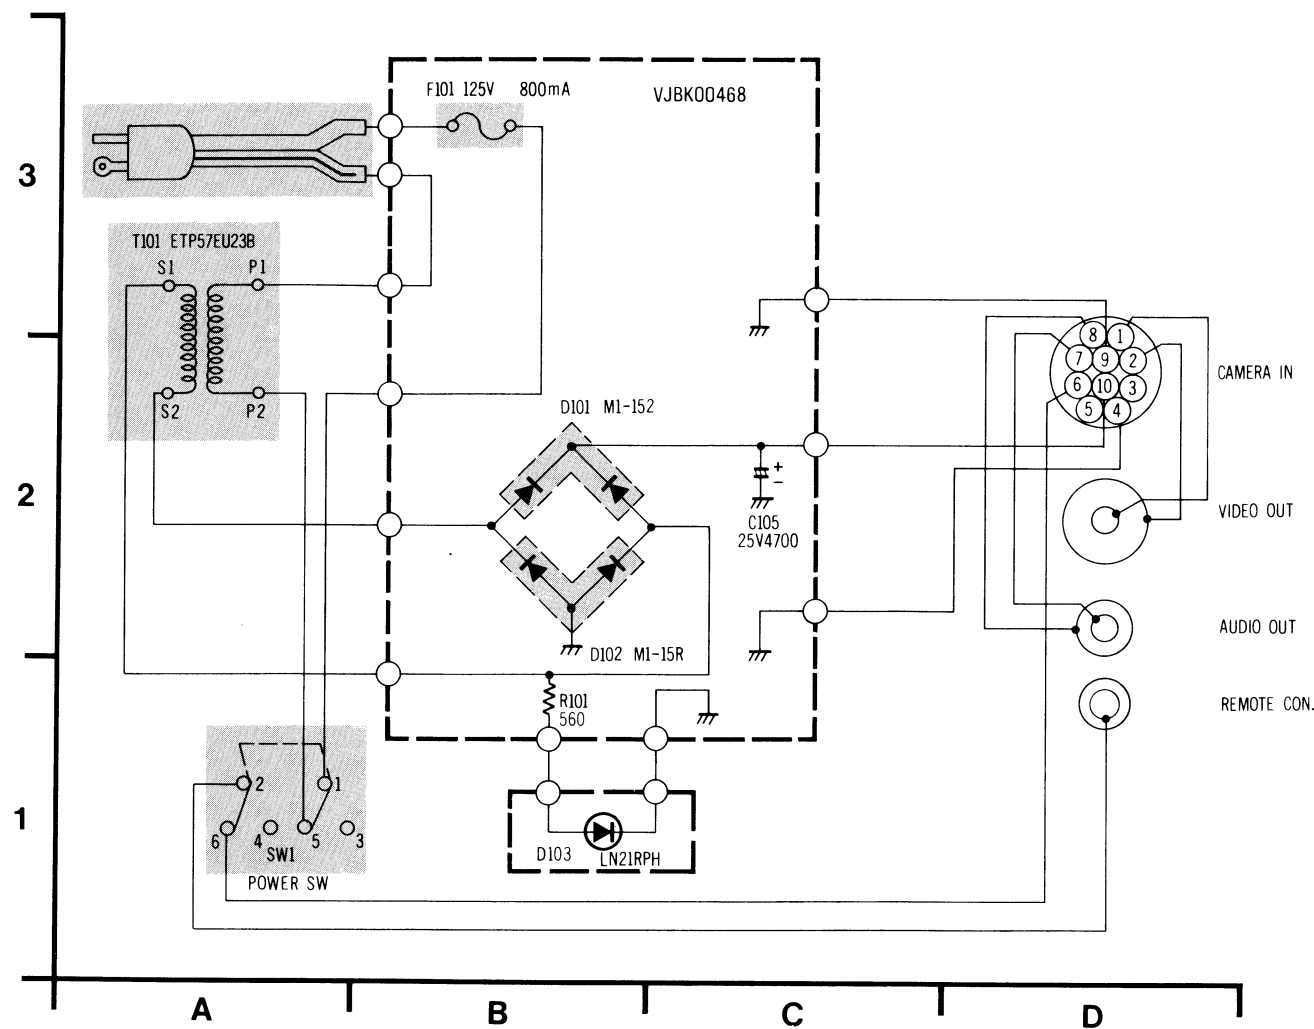 F101 125V 800mA
VJBK00468
3
T101 ETP57EU23B
S1 P1
S2 P2
8 1
7 9 2
6 10 3
5 4
CAMERA IN
D101 M1-152
2
+
−
C105
25V4700
VIDEO OUT
AUDIO OUT
D102 M1-15R
R101
560
REMOTE CON.
2 1
1
6 4 5 3
SW1
POWER SW
D103 LN21RPH
A B C D